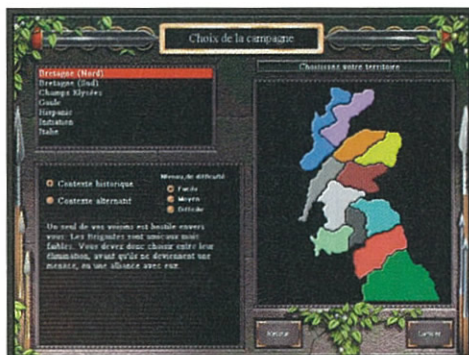 Choix de la campagne
Choisissez votre territoire
Bretagne (Nord)
Bretagne (Sud)
Champs Elysées
Gaule
Hispanie
Initiation
Italie
Niveau de difficulté
Contexte historique
Facile
Contexte alternant
Moyen
Difficile
Un seul de vos voisins est hostile envers
vous. Les Brigantes sont amicaux mais
faibles. Vous devez donc choisir entre leur
élimination, avant qu'ils ne deviennent une
menace, ou une alliance avec eux.
Retour